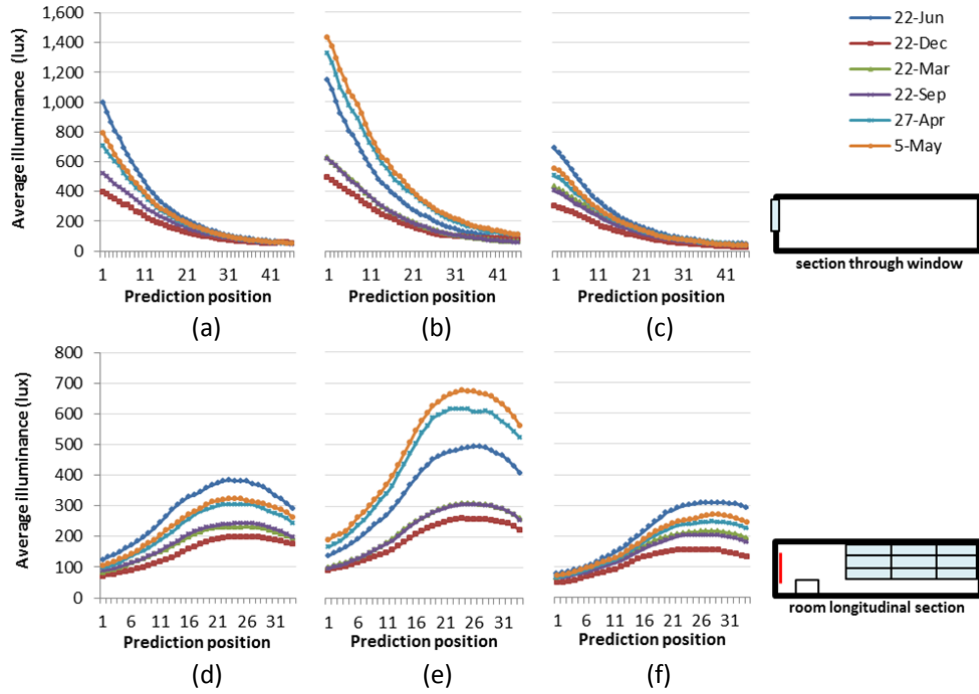 1,600
1,400
1,200
1,000
800
600
400
200
0
Average illuminance (lux)
1 11 21 31 41
1 11 21 31 41
1 11 21 31 41
Prediction position
Prediction position
Prediction position
(a)
(b)
(c)
22-Jun
22-Dec
22-Mar
22-Sep
27-Apr
5-May
section through window
800
700
600
500
400
300
200
100
0
Average illuminance (lux)
1 6 11 16 21 26 31
1 6 11 16 21 26 31
1 6 11 16 21 26 31
Prediction position
Prediction position
Prediction position
(d)
(e)
(f)
room longitudinal section